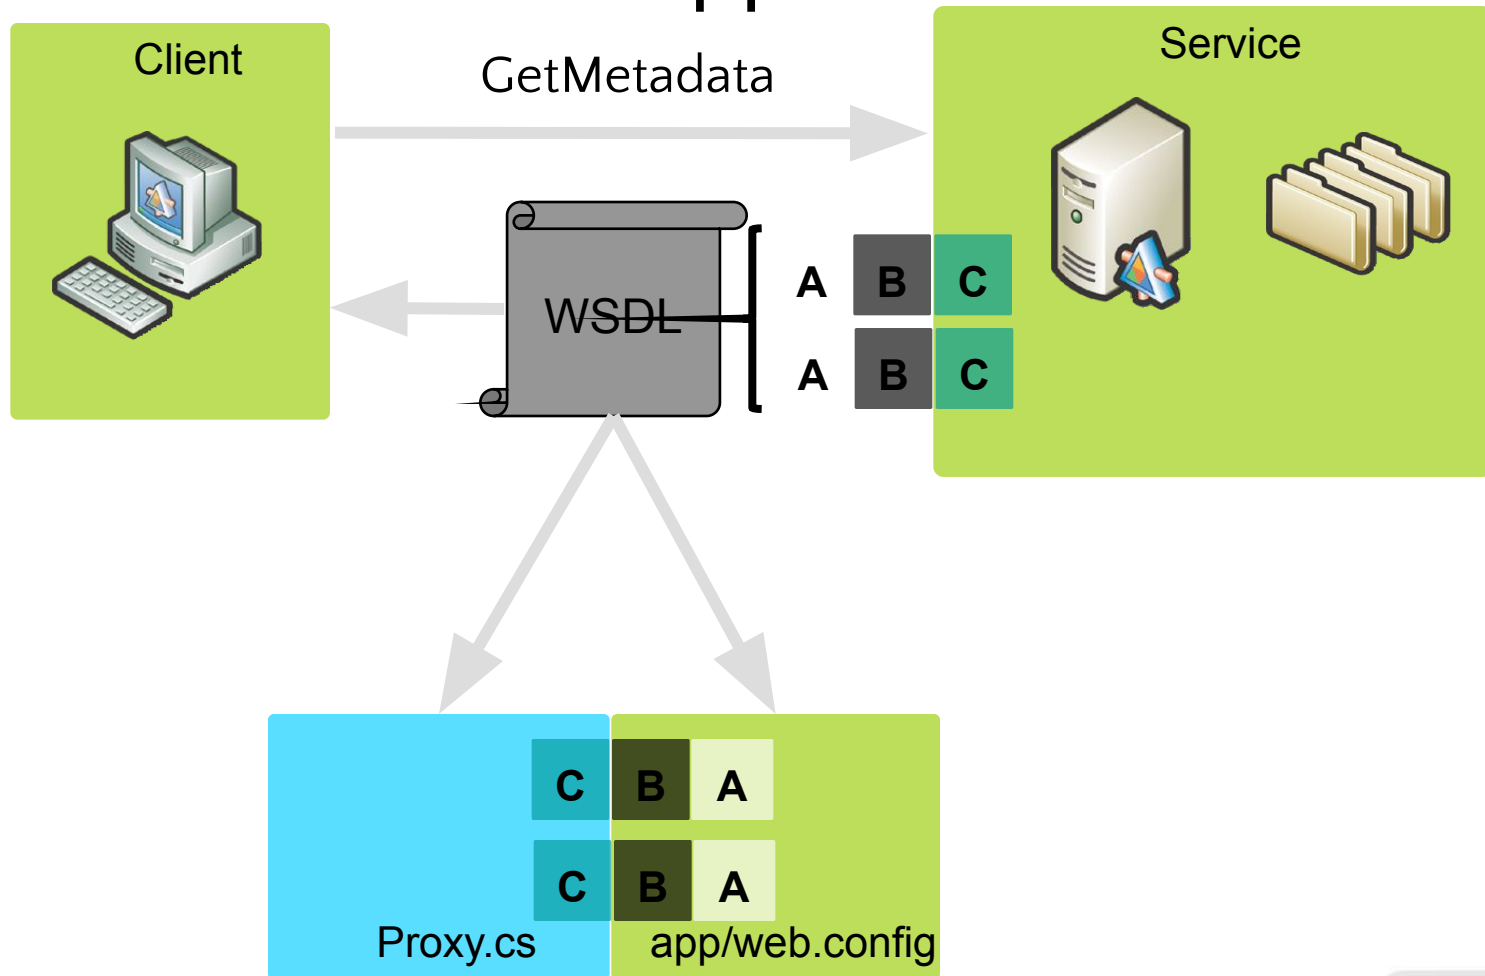 Client
GetMetadata
Service
WSDL
A B C
A B C
C B A
C B A
Proxy.cs
app/web.config